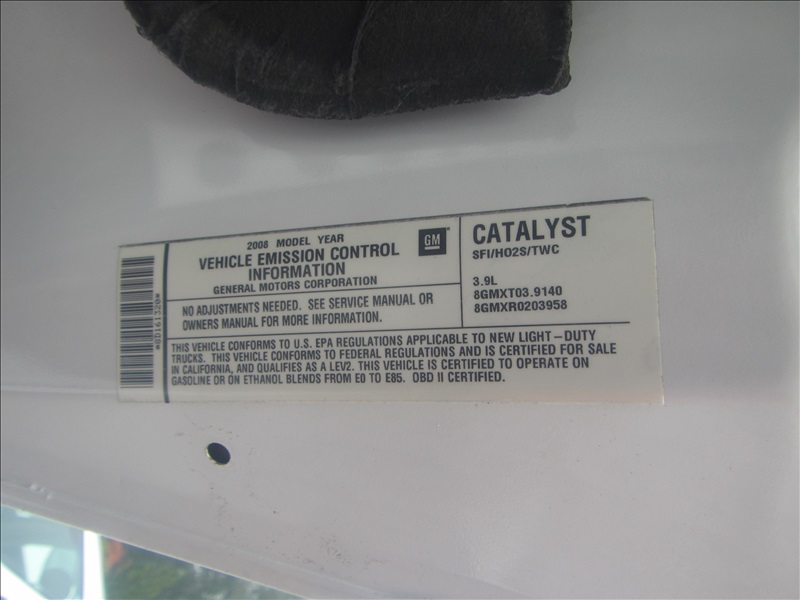 *8D161320*
2008 MODEL YEAR
VEHICLE EMISSION CONTROL
INFORMATION
GENERAL MOTORS CORPORATION
GM
NO ADJUSTMENTS NEEDED. SEE SERVICE MANUAL OR
OWNERS MANUAL FOR MORE INFORMATION.
CATALYST
SFI/HO2S/TWC
3.9L
8GMXT03.9140
8GMXR0203958
THIS VEHICLE CONFORMS TO U.S. EPA REGULATIONS APPLICABLE TO NEW LIGHT-DUTY
TRUCKS. THIS VEHICLE CONFORMS TO FEDERAL REGULATIONS AND IS CERTIFIED FOR SALE
IN CALIFORNIA, AND QUALIFIES AS A LEV2. THIS VEHICLE IS CERTIFIED TO OPERATE ON
GASOLINE OR ON ETHANOL BLENDS FROM E0 TO E85. OBD II CERTIFIED.